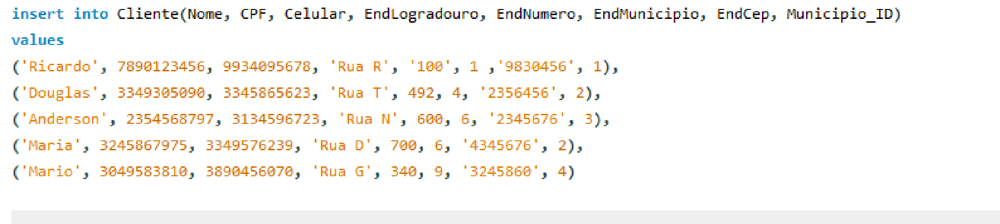 insert into Cliente(Nome, CPF, Celular, EndLogradouro, EndNumero, EndMunicipio, EndCep, Municipio_ID)
values
('Ricardo', 7890123456, 9934095678, 'Rua R', '100', 1 ,'9830456', 1),
('Douglas', 3349305090, 3345865623, 'Rua T', 492, 4, '2356456', 2),
('Anderson', 2354568797, 3134596723, 'Rua N', 600, 6, '2345676', 3),
('Maria', 3245867975, 3349576239, 'Rua D', 700, 6, '4345676', 2),
('Mario', 3049583810, 3890456070, 'Rua G', 340, 9, '3245860', 4)